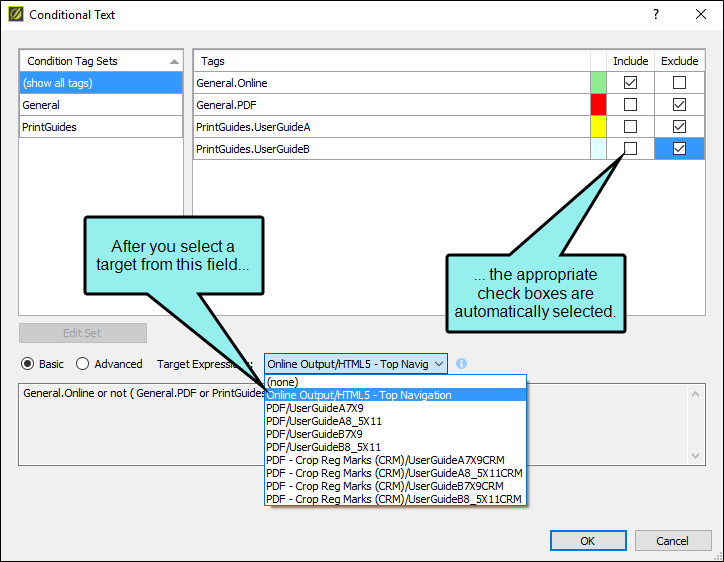 Conditional Text
Condition Tag Sets
Tags
Include
Exclude
(show all tags)
General
PrintGuides
General.Online
General.PDF
PrintGuides.UserGuideA
PrintGuides.UserGuideB
After you select a
target from this field...
... the appropriate
check boxes are
automatically selected.
Edit Set
Basic
Advanced
Target Expression:
Online Output/HTML5 - Top Navig
General.Online or not ( General.PDF or PrintGuides
(none)
Online Output/HTML5 - Top Navigation
PDF/UserGuideA7X9
PDF/UserGuideA8_5X11
PDF/UserGuideB7X9
PDF/UserGuideB8_5X11
PDF - Crop Reg Marks (CRM)/UserGuideA7X9CRM
PDF - Crop Reg Marks (CRM)/UserGuideA8_5X11CRM
PDF - Crop Reg Marks (CRM)/UserGuideB7X9CRM
PDF - Crop Reg Marks (CRM)/UserGuideB8_5X11CRM
OK
Cancel